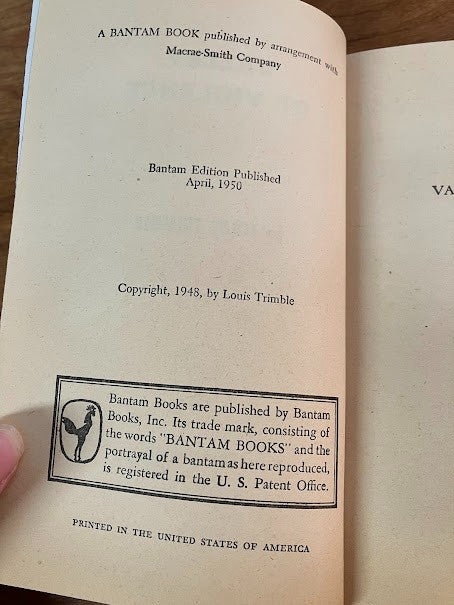 A BANTAM BOOK published by arrangement with
Macrae-Smith Company
Bantam Edition Published
April, 1950
Copyright, 1948, by Louis Trimble
Bantam Books are published by Bantam
Books, Inc. Its trade mark, consisting of
the words "BANTAM BOOKS" and the
portrayal of a bantam as here reproduced,
is registered in the U. S. Patent Office.
PRINTED IN THE UNITED STATES OF AMERICA
VA